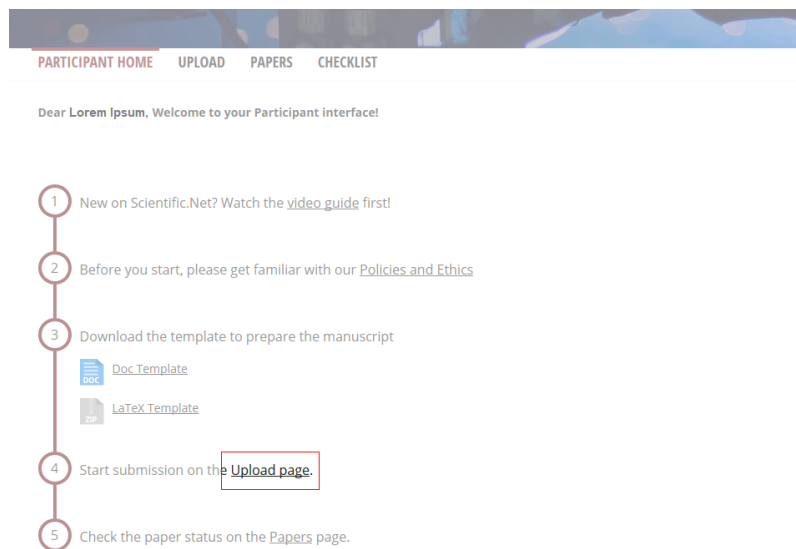 PARTICIPANT HOME UPLOAD PAPERS CHECKLIST
Dear Lorem Ipsum, Welcome to your Participant interface!
1 New on Scientific.Net? Watch the video guide first!
2 Before you start, please get familiar with our Policies and Ethics
3 Download the template to prepare the manuscript
DOC Doc Template
ZIP LaTeX Template
4 Start submission on the Upload page.
5 Check the paper status on the Papers page.